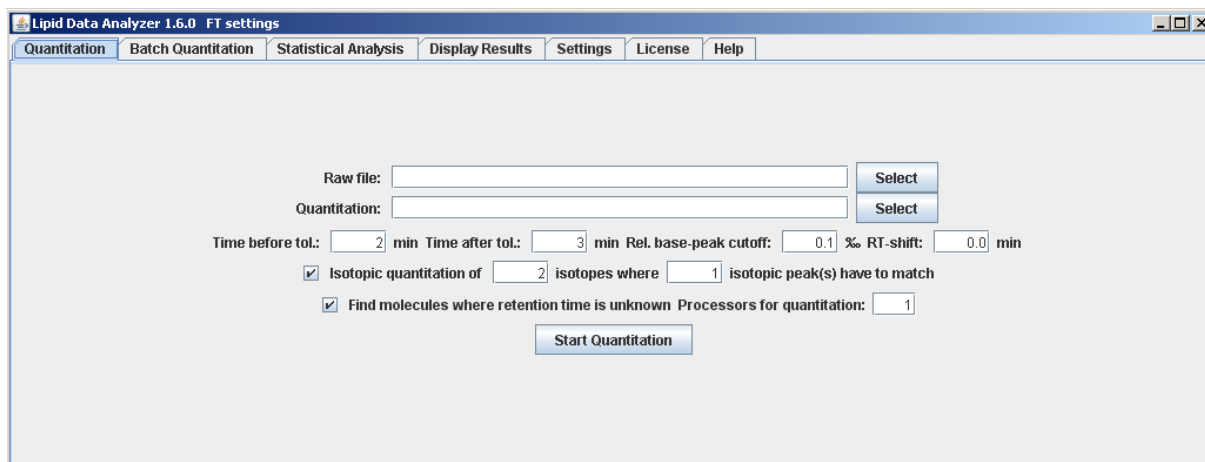 Lipid Data Analyzer 1.6.0 FT settings
Quantitation Batch Quantitation Statistical Analysis Display Results Settings License Help
Raw file: Select
Quantitation: Select
Time before tol.: 2 min Time after tol.: 3 min Rel. base-peak cutoff: 0.1 ‰ RT-shift: 0.0 min
Isotopic quantitation of 2 isotopes where 1 isotopic peak(s) have to match
Find molecules where retention time is unknown Processors for quantitation: 1
Start Quantitation